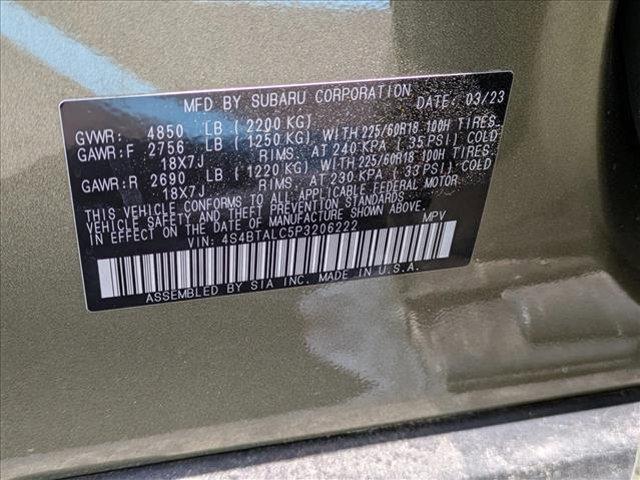 MFD BY SUBARU CORPORATION DATE: 03/23
GVWR: 4850 LB (2200 KG)
GAWR:F 2756 LB (1250 KG) WITH 225/60R18 100H TIRES,
18X7J RIMS, AT 240 KPA (35 PSI) COLD
GAWR:R 2690 LB (1220 KG) WITH 225/60R18 100H TIRES,
18X7J RIMS, AT 230 KPA (33 PSI) COLD
THIS VEHICLE CONFORMS TO ALL APPLICABLE FEDERAL MOTOR
VEHICLE SAFETY, BUMPER, AND THEFT PREVENTION STANDARDS
IN EFFECT ON THE DATE OF MANUFACTURE SHOWN ABOVE.
VIN: 4S4BTALC5P3206222 MPV
ASSEMBLED BY SIA INC. MADE IN U.S.A.